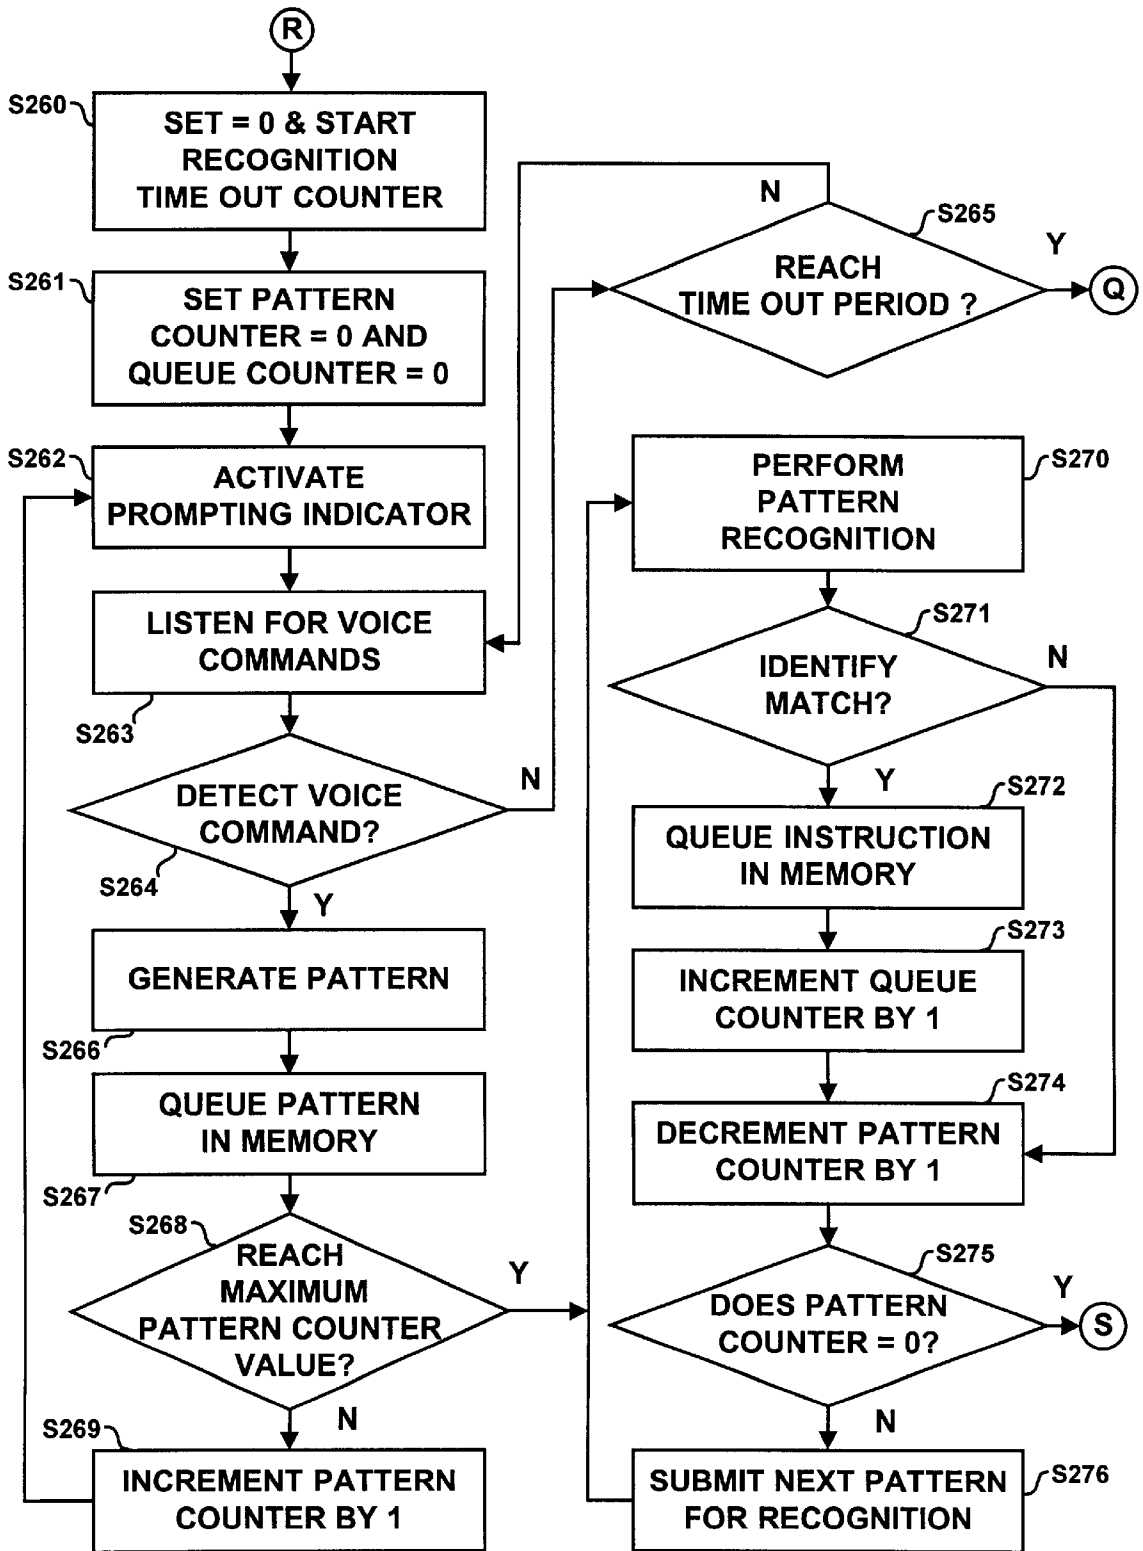 R
S260
SET = 0 & START
RECOGNITION
TIME OUT COUNTER
S261
SET PATTERN
COUNTER = 0 AND
QUEUE COUNTER = 0
S262
ACTIVATE
PROMPTING INDICATOR
LISTEN FOR VOICE
COMMANDS
S263
DETECT VOICE
COMMAND?
N
S264
Y
GENERATE PATTERN
S266
QUEUE PATTERN
IN MEMORY
S267
S268
REACH
MAXIMUM
PATTERN COUNTER
VALUE?
Y
N
S269
INCREMENT PATTERN
COUNTER BY 1
N
S265
REACH
TIME OUT PERIOD ?
Y
Q
PERFORM
PATTERN
RECOGNITION
S270
S271
IDENTIFY
MATCH?
N
Y
S272
QUEUE INSTRUCTION
IN MEMORY
S273
INCREMENT QUEUE
COUNTER BY 1
S274
DECREMENT PATTERN
COUNTER BY 1
S275
DOES PATTERN
COUNTER = 0?
Y
S
N
SUBMIT NEXT PATTERN
FOR RECOGNITION
S276